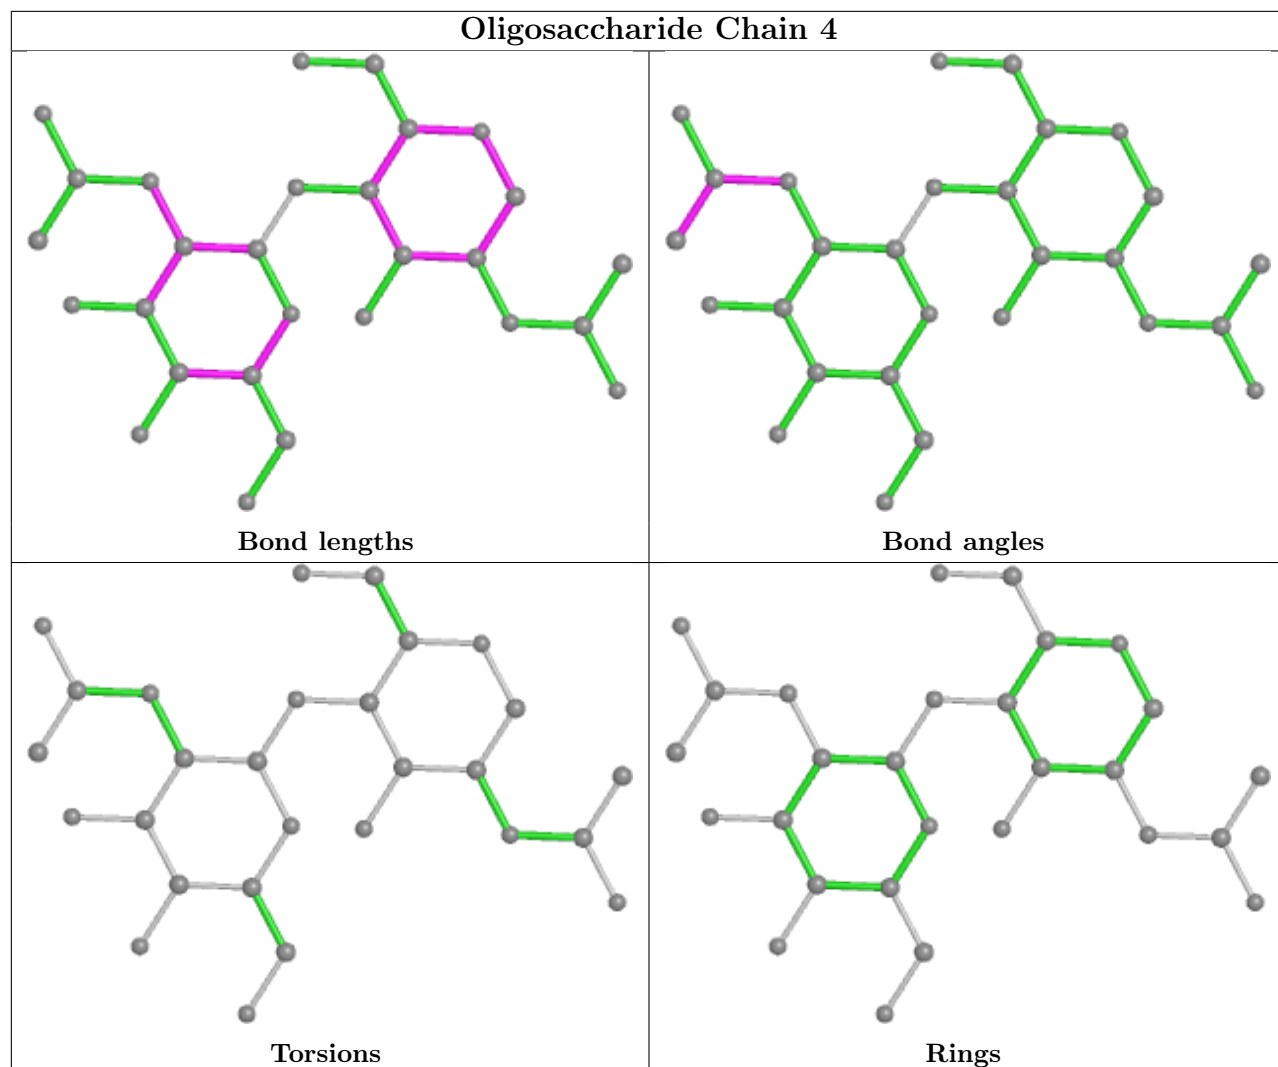 Oligosaccharide Chain 4
Bond lengths
Bond angles
Torsions
Rings